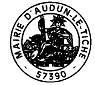 MAIRIE D'AUDUN-LE-TICHE
- 57390 -